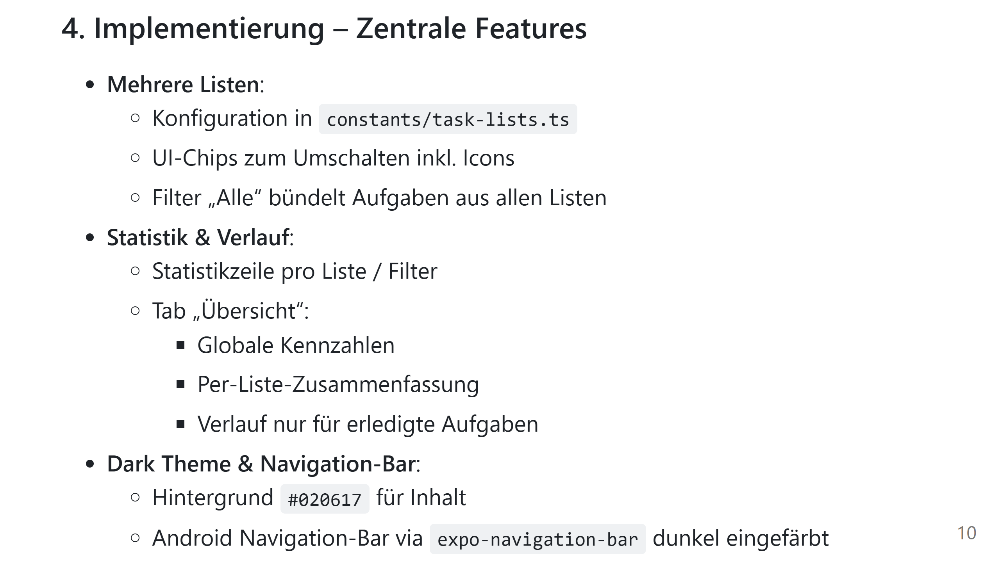 4. Implementierung – Zentrale Features
• Mehrere Listen:
○ Konfiguration in constants/task-lists.ts
○ UI-Chips zum Umschalten inkl. Icons
○ Filter „Alle“ bündelt Aufgaben aus allen Listen
• Statistik & Verlauf:
○ Statistikzeile pro Liste / Filter
○ Tab „Übersicht“:
▪ Globale Kennzahlen
▪ Per-Liste-Zusammenfassung
▪ Verlauf nur für erledigte Aufgaben
• Dark Theme & Navigation-Bar:
○ Hintergrund #020617 für Inhalt
○ Android Navigation-Bar via expo-navigation-bar dunkel eingefärbt
10